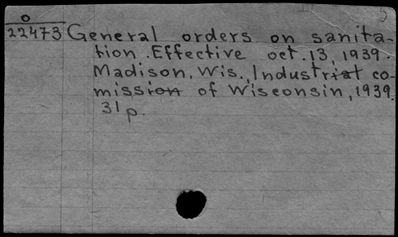 O
22473 General orders on sanita-
tion. Effective oct. 13, 1939.
Madison, Wis., Industrial co-
mission of Wisconsin, 1939.
31 p.